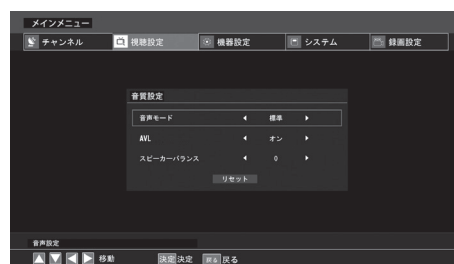 メインメニュー
チャンネル 視聴設定 機器設定 システム 録画設定
音質設定
音声モード 標準
AVL オン
スピーカーバランス 0
リセット
音声設定
移動 決定 決定 戻る 戻る